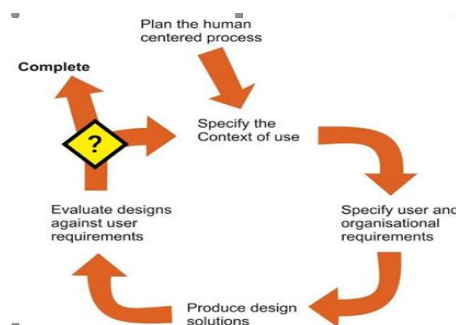 Plan the human
centered process
Complete
Specify the
Context of use
?
Evaluate designs
against user
requirements
Specify user and
organisational
requirements
Produce design
solutions